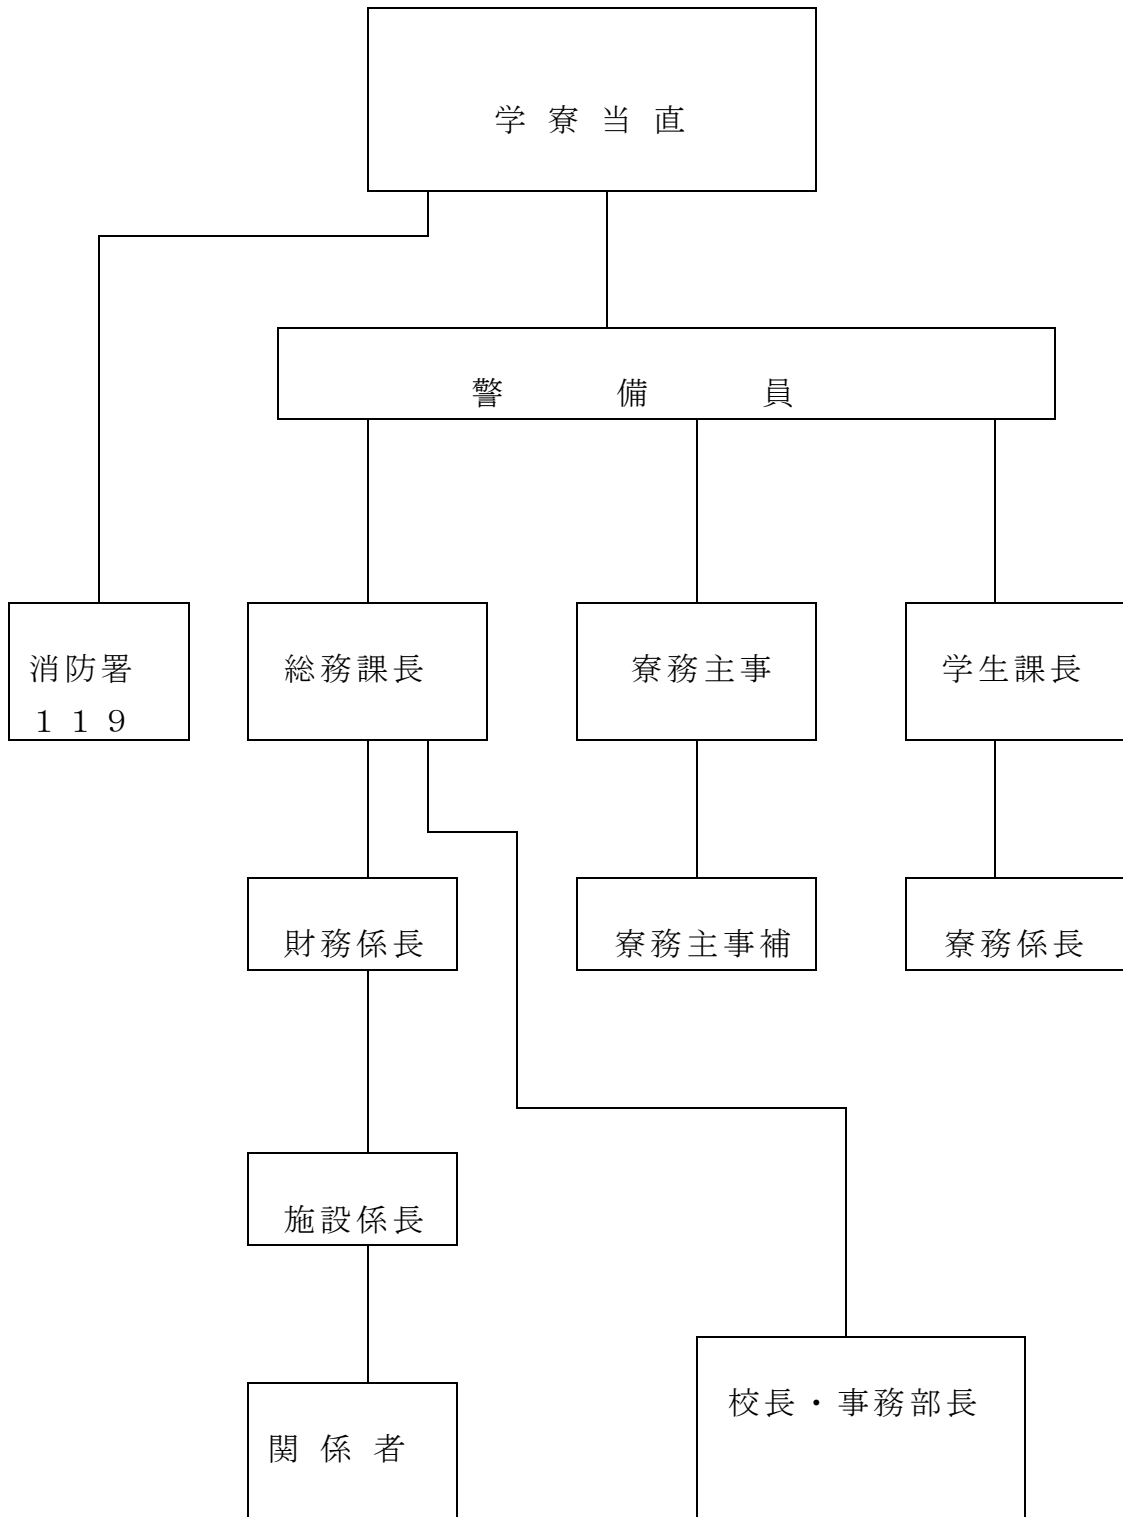 学 寮 当 直
警 備 員
消防署
１１９
総務課長
寮務主事
学生課長
財務係長
寮務主事補
寮務係長
施設係長
関 係 者
校長・事務部長